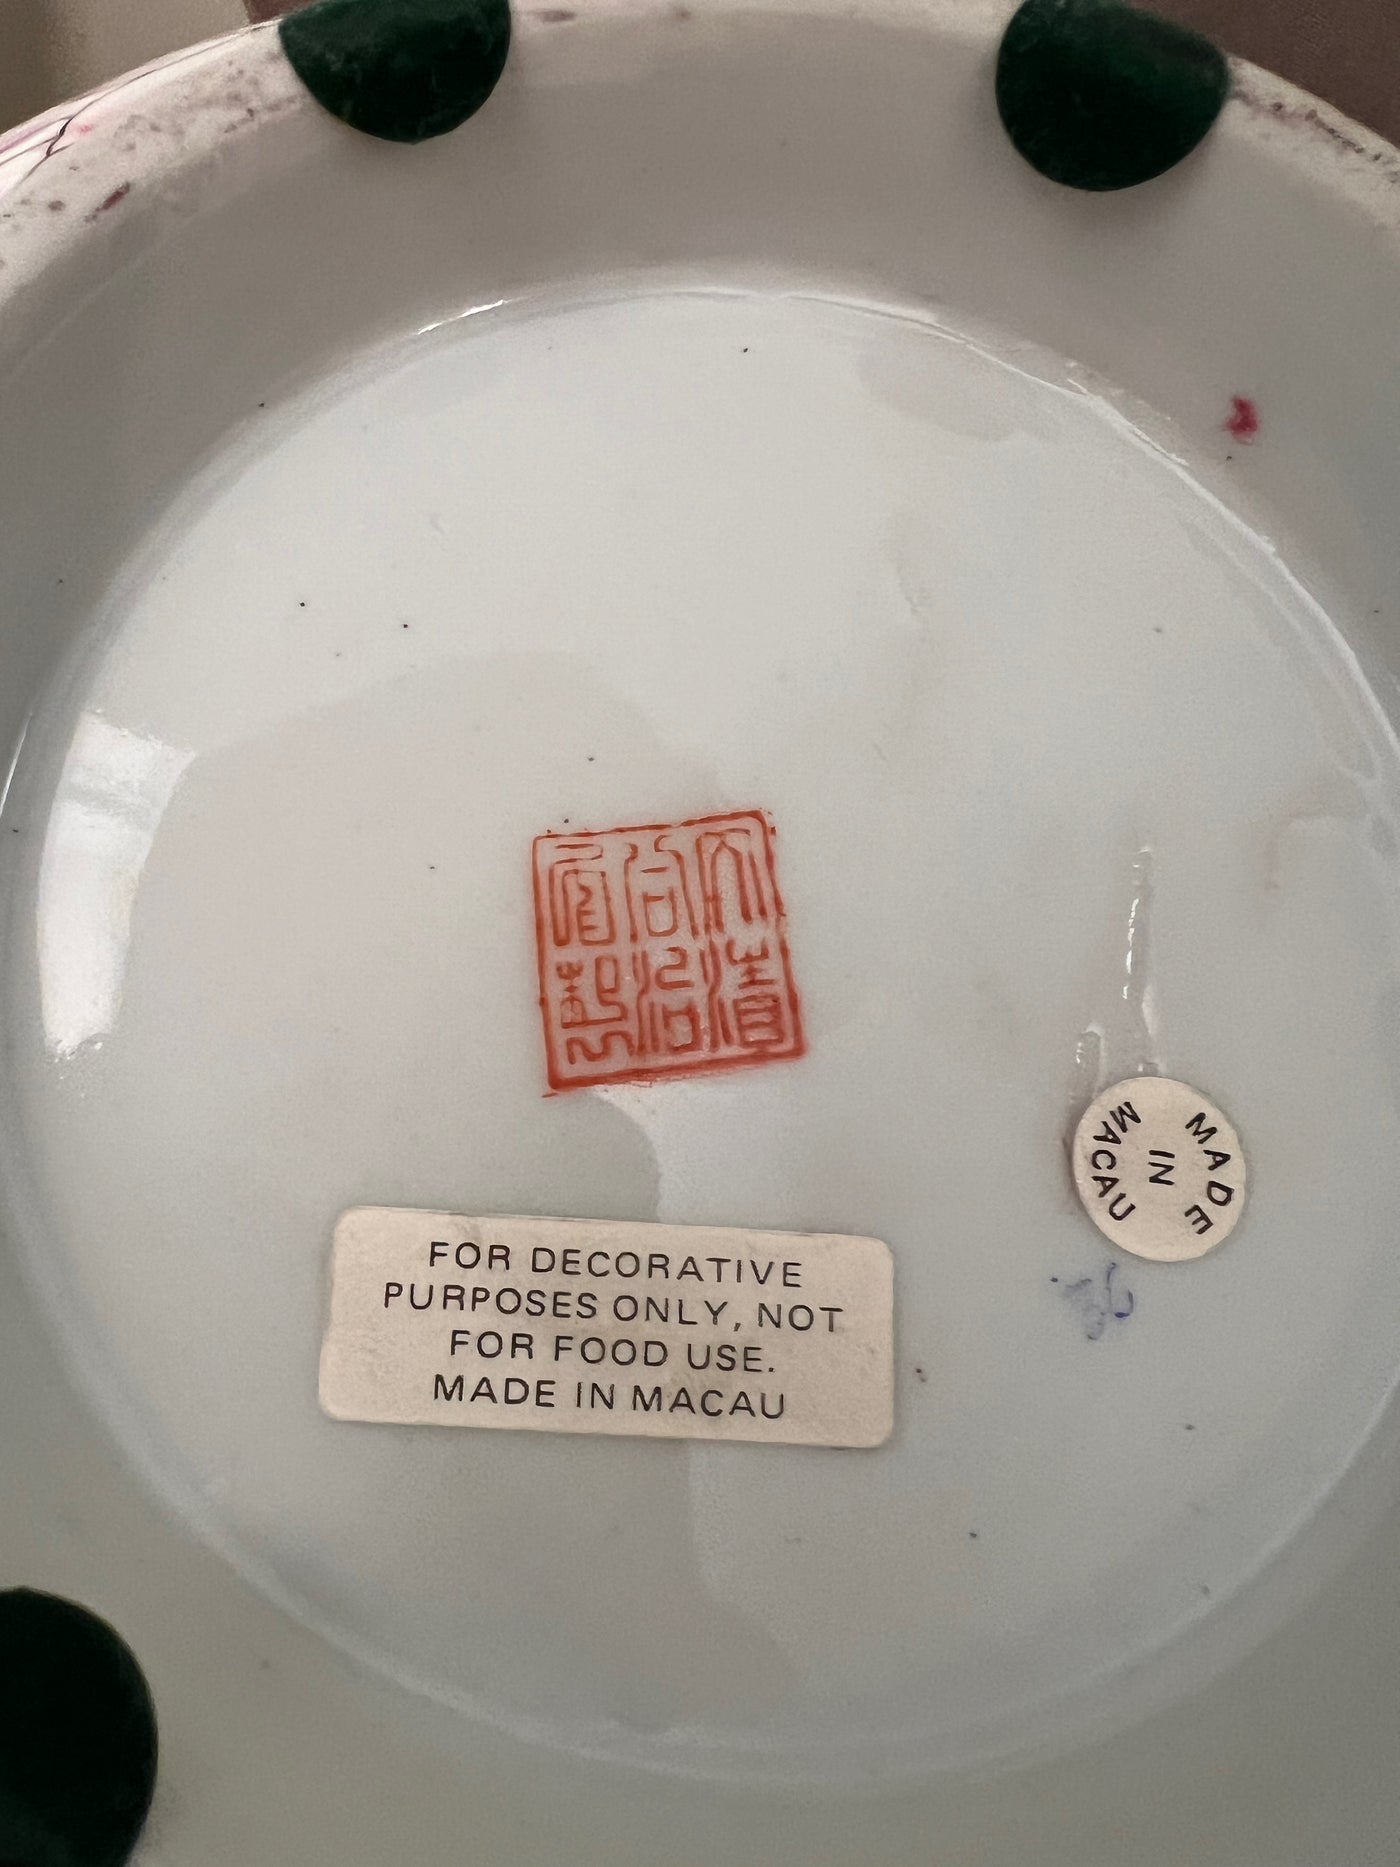 大清
同治
年製
MADE
IN
MACAU
FOR DECORATIVE
PURPOSES ONLY, NOT
FOR FOOD USE.
MADE IN MACAU